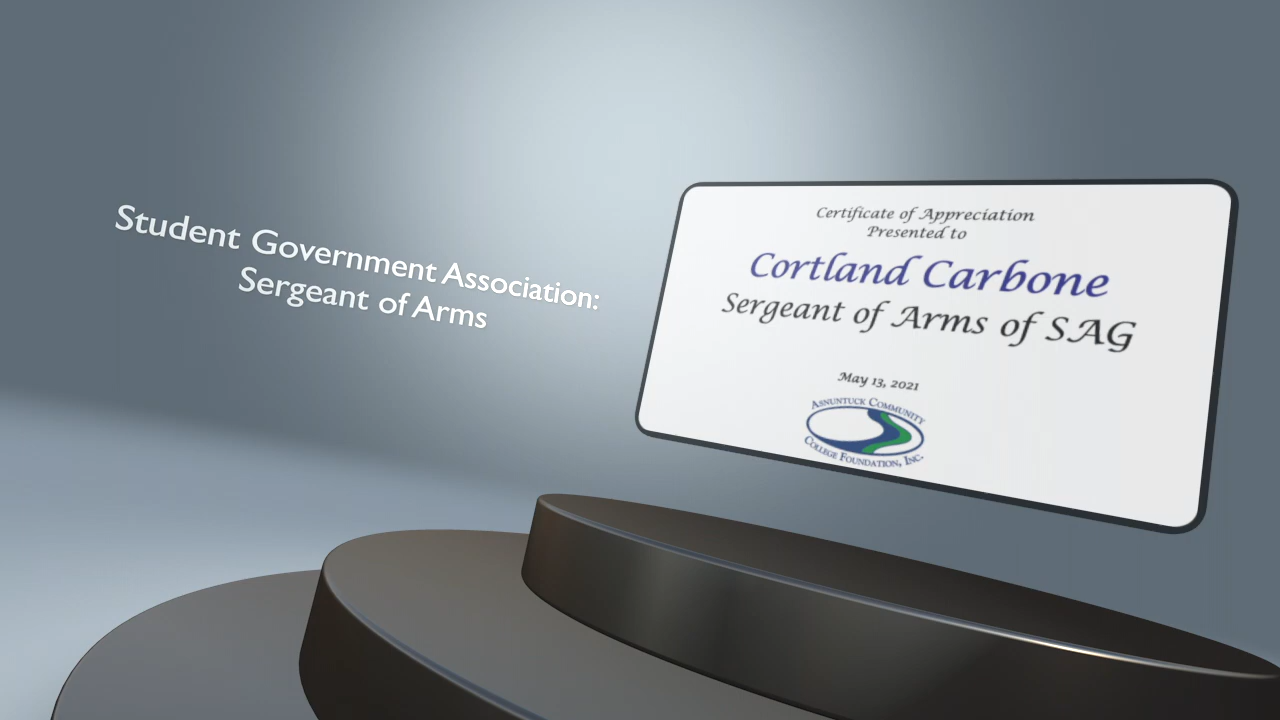 Student Government Association:
Sergeant of Arms
Certificate of Appreciation
Presented to
Cortland Carbone
Sergeant of Arms of SAG
May 13, 2021
ASNUNTUCK COMMUNITY
COLLEGE FOUNDATION, INC.